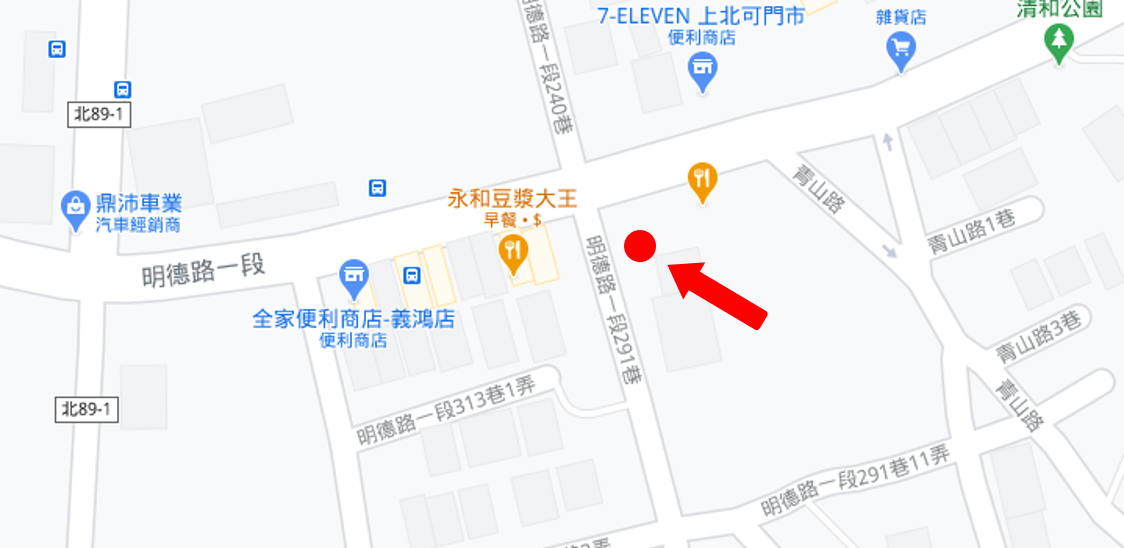 明德路一段240巷
7-ELEVEN 上北可門市
便利商店
雜貨店
清和公園
北89-1
鼎沛車業
汽車經銷商
永和豆漿大王
早餐•$
青山路
青山路1巷
明德路一段
明德路一段291巷
全家便利商店-義鴻店
便利商店
青山路3巷
北89-1
明德路一段313巷1弄
青山路
明德路一段291巷11弄